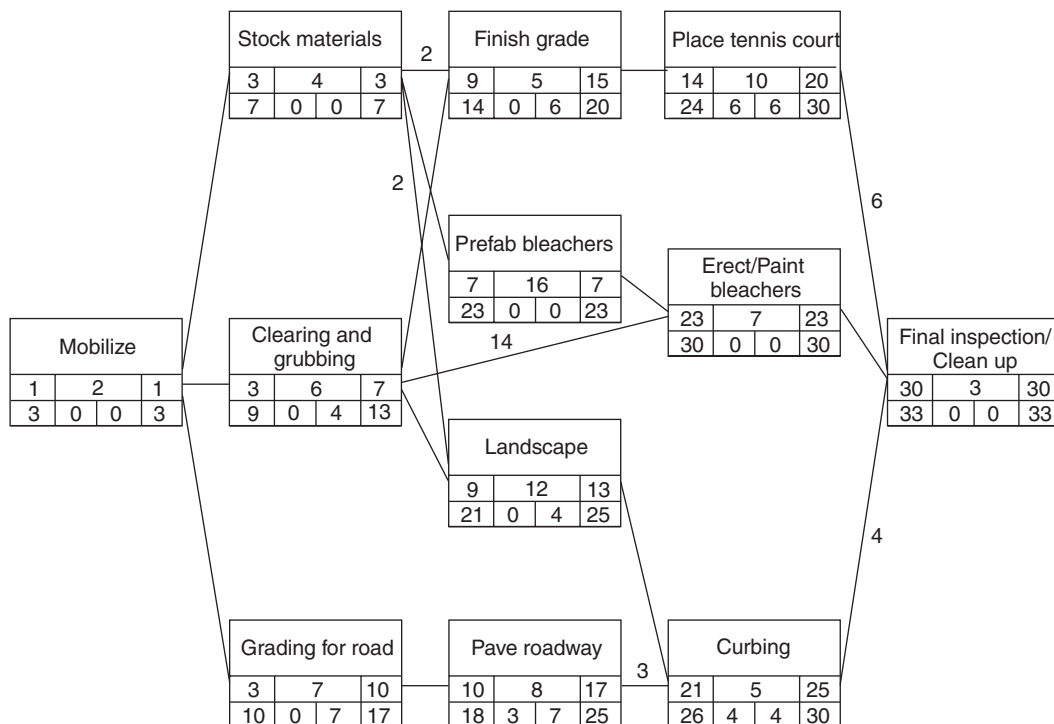 Stock materials
3 4 3
7 0 0 7
2
Finish grade
9 5 15
14 0 6 20
Place tennis court
14 10 20
24 6 6 30
2
6
Prefab bleachers
7 16 7
23 0 0 23
Erect/Paint
bleachers
23 7 23
30 0 0 30
Mobilize
1 2 1
3 0 0 3
Clearing and
grubbing
3 6 7
9 0 4 13
14
Final inspection/
Clean up
30 3 30
33 0 0 33
Landscape
9 12 13
21 0 4 25
4
Grading for road
3 7 10
10 0 7 17
Pave roadway
10 8 17
18 3 7 25
3
Curbing
21 5 25
26 4 4 30